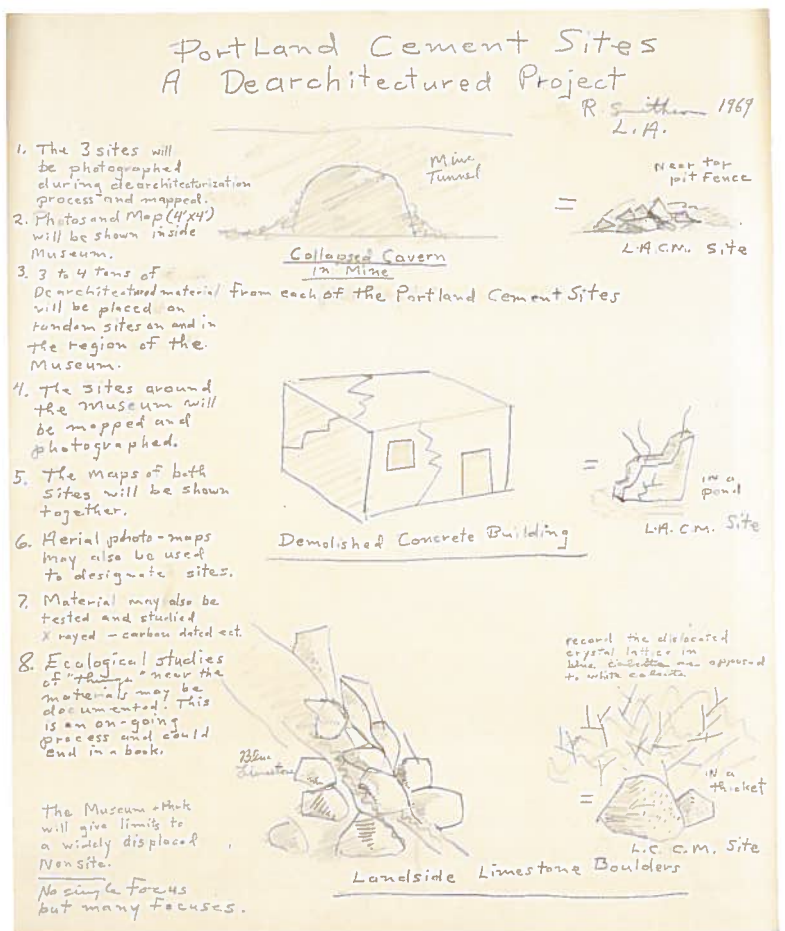 Portland Cement Sites
A Dearchitectured Project
R. Smithson 1969
L.A.
1. The 3 sites will
be photographed
during dearchitecturization
process and mapped.
2. Photos and Map (4'x4')
will be shown inside
Museum.
3. 3 to 4 tons of
Dearchitectured material from each of the Portland Cement Sites
will be placed on
random sites on and in
the region of the
Museum.
4. The sites around
the Museum will
be mapped and
photographed.
5. The maps of both
sites will be shown
together.
6. Aerial photo-maps
may also be used
to designate sites.
7. Material may also be
tested and studied
X rayed - carbon dated ect.
8. Ecological studies
of "things" near the
materials may be
documented. This
is an on-going
process and could
end in a book.
The Museum
will give limits to
a widely displaced
Nonsite.
No single focus
but many focuses.
Mine
Tunnel
Collapsed Cavern
in Mine
=
Near tar
pit Fence
L.A.C.M. Site
Demolished Concrete Building
=
in a
pond
L.A.C.M. Site
Blue
Limestone
Landside Limestone Boulders
record the dislocated
crystal lattice in
blue calcite as opposed
to white calcite
=
in a
thicket
L.C.C.M. Site